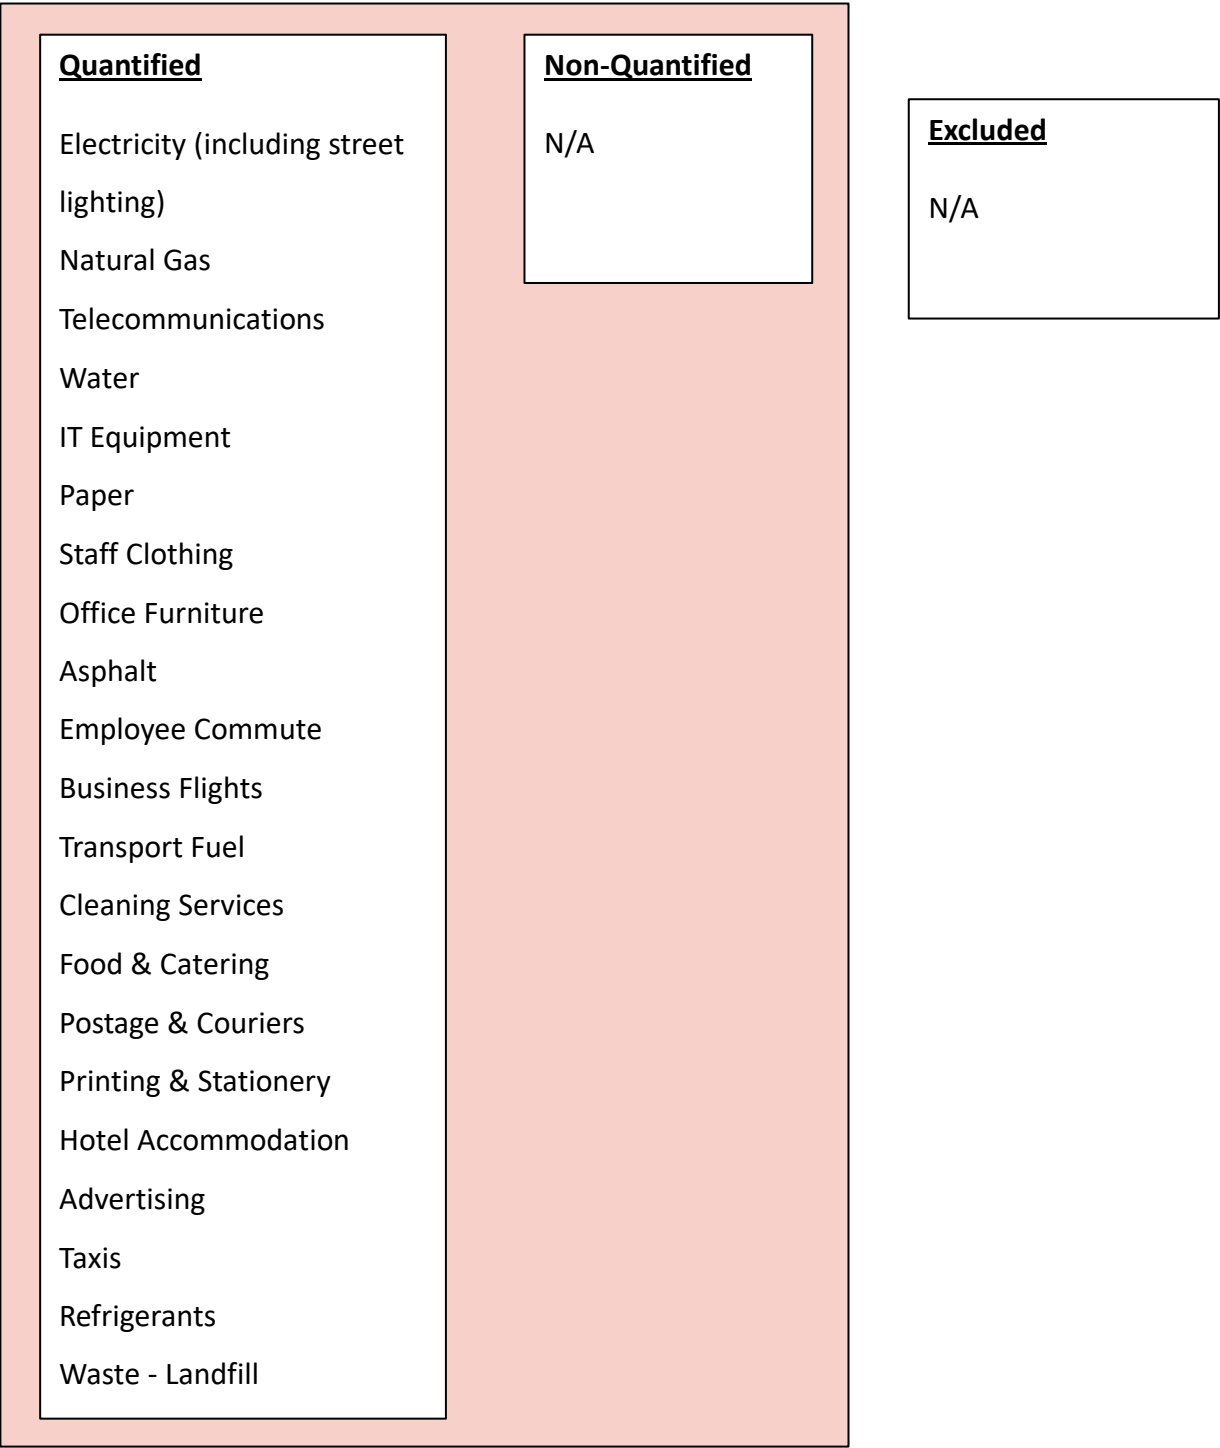 Quantified
Electricity (including street
lighting)
Natural Gas
Telecommunications
Water
IT Equipment
Paper
Staff Clothing
Office Furniture
Asphalt
Employee Commute
Business Flights
Transport Fuel
Cleaning Services
Food & Catering
Postage & Couriers
Printing & Stationery
Hotel Accommodation
Advertising
Taxis
Refrigerants
Waste - Landfill
Non-Quantified
N/A
Excluded
N/A